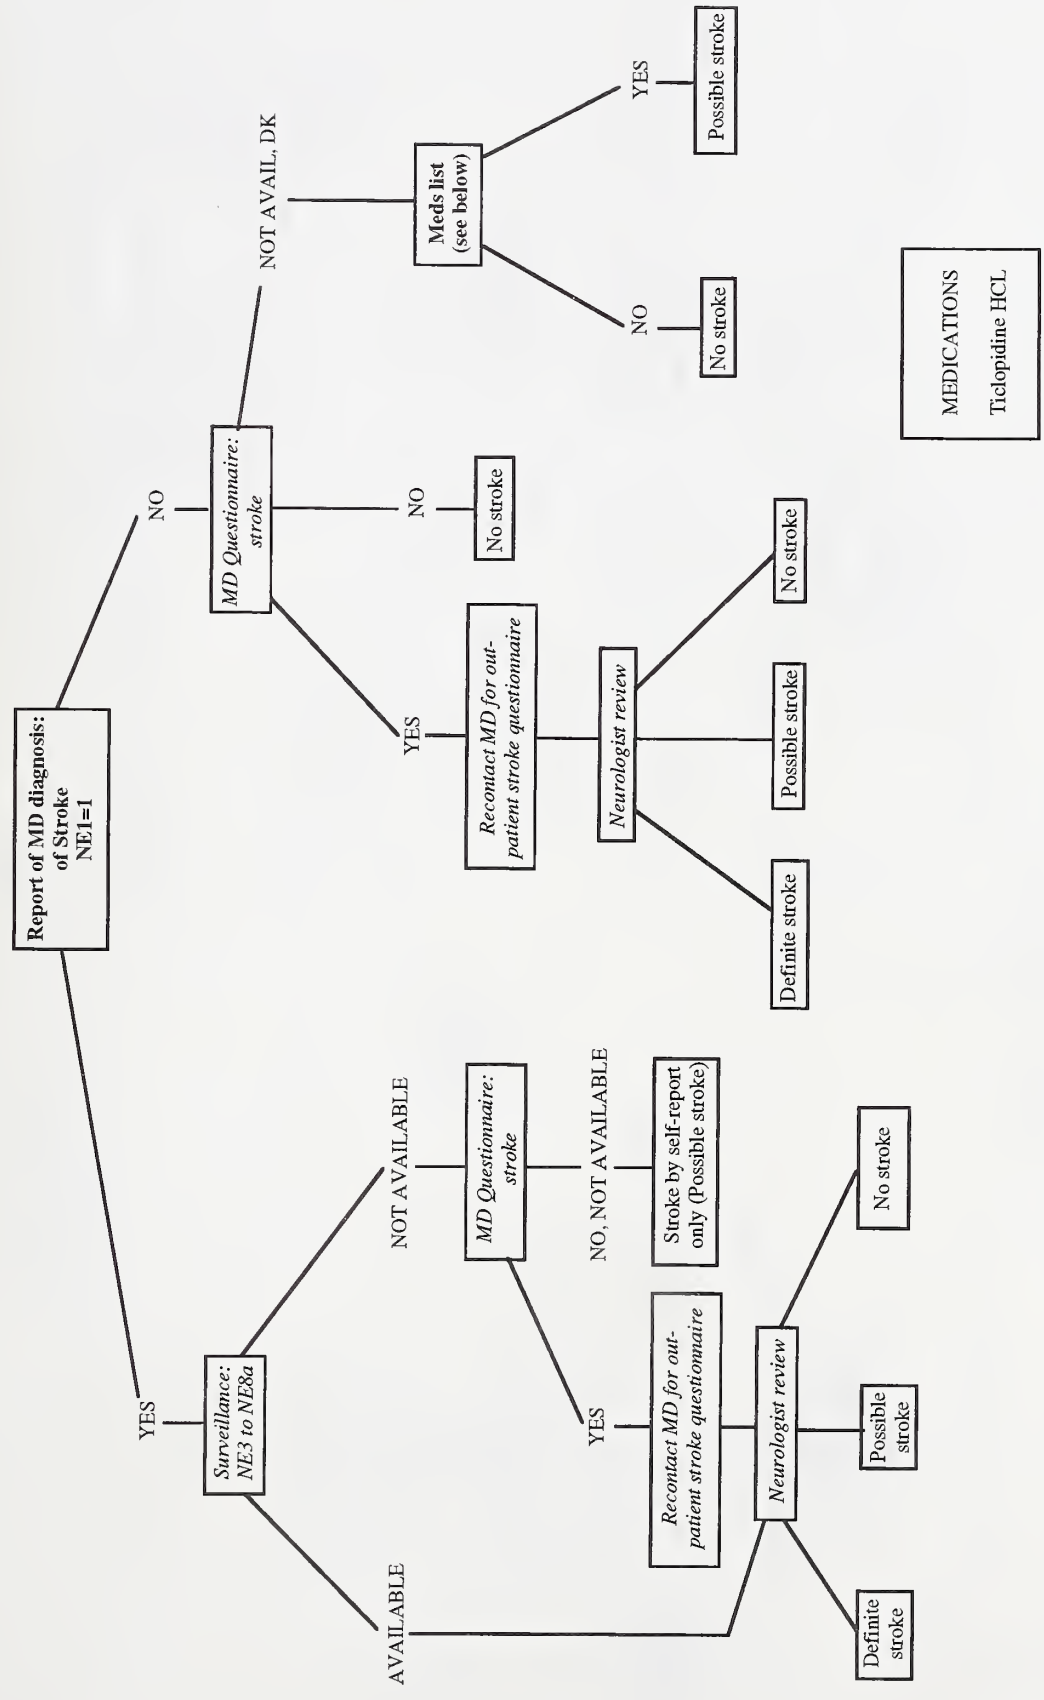 Report of MD diagnosis:
of Stroke
NE1=1
YES
NO
Surveillance:
NE3 to NE8a
MD Questionnaire:
stroke
NOT AVAIL, DK
AVAILABLE
NOT AVAILABLE
YES
NO
Meds list
(see below)
MD Questionnaire:
stroke
Recontact MD for out-
patient stroke questionnaire
No stroke
YES
NO, NOT AVAILABLE
Neurologist review
NO
YES
Recontact MD for out-
patient stroke questionnaire
Stroke by self-report
only (Possible stroke)
No stroke
Possible stroke
Neurologist review
Definite stroke
Possible stroke
No stroke
Definite
stroke
Possible
stroke
No stroke
MEDICATIONS
Ticlopidine HCL